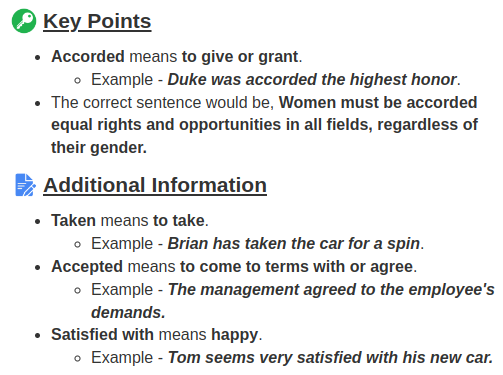 Key Points
Accorded means to give or grant.
Example - Duke was accorded the highest honor.
The correct sentence would be, Women must be accorded
equal rights and opportunities in all fields, regardless of
their gender.
Additional Information
Taken means to take.
Example - Brian has taken the car for a spin.
Accepted means to come to terms with or agree.
Example - The management agreed to the employee's
demands.
Satisfied with means happy.
Example - Tom seems very satisfied with his new car.